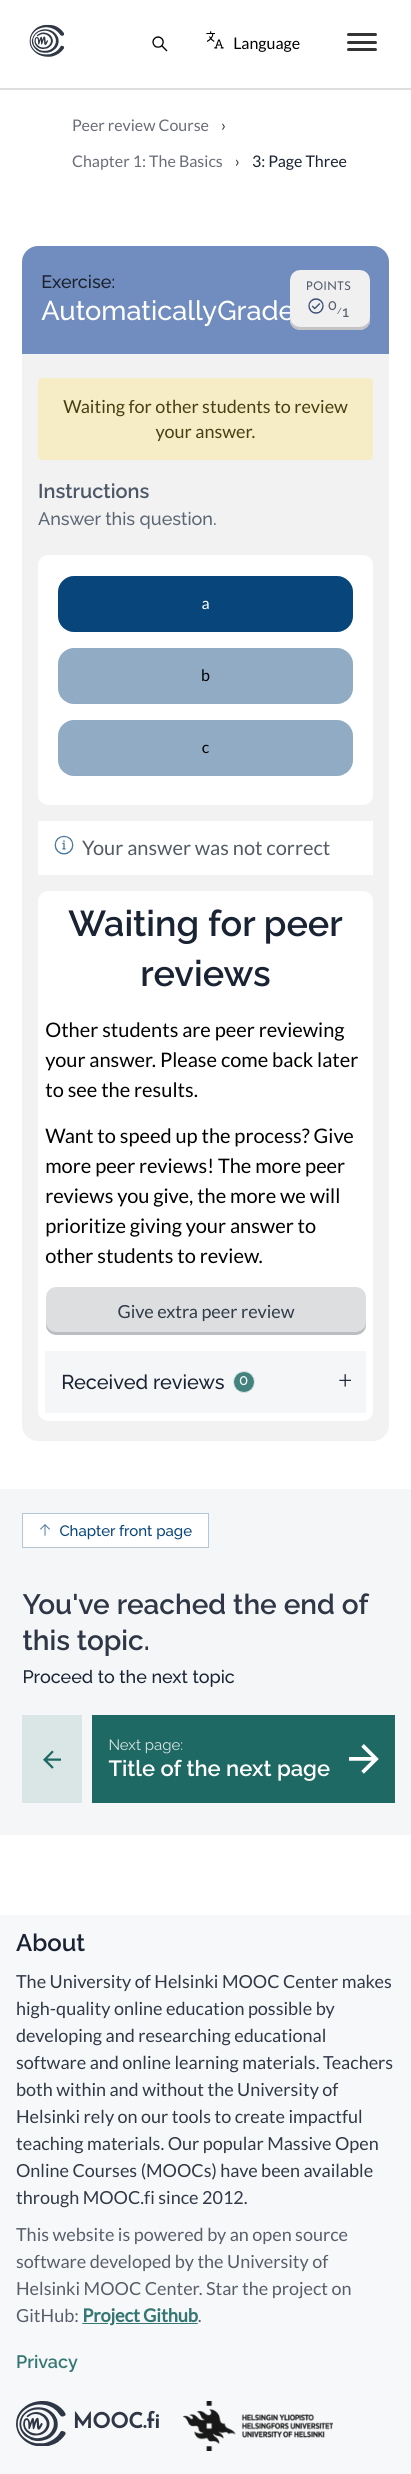 Language
Peer review Course ›
Chapter 1: The Basics › 3: Page Three
Exercise:
AutomaticallyGrade
POINTS
0/1
Waiting for other students to review
your answer.
Instructions
Answer this question.
a
b
c
Your answer was not correct
Waiting for peer
reviews
Other students are peer reviewing
your answer. Please come back later
to see the results.
Want to speed up the process? Give
more peer reviews! The more peer
reviews you give, the more we will
prioritize giving your answer to
other students to review.
Give extra peer review
Received reviews 0 +
Chapter front page
You've reached the end of
this topic.
Proceed to the next topic
Next page:
Title of the next page
About
The University of Helsinki MOOC Center makes
high-quality online education possible by
developing and researching educational
software and online learning materials. Teachers
both within and without the University of
Helsinki rely on our tools to create impactful
teaching materials. Our popular Massive Open
Online Courses (MOOCs) have been available
through MOOC.fi since 2012.
This website is powered by an open source
software developed by the University of
Helsinki MOOC Center. Star the project on
GitHub: Project Github.
Privacy
MOOC.fi
HELSINGIN YLIOPISTO
HELSINGFORS UNIVERSITET
UNIVERSITY OF HELSINKI